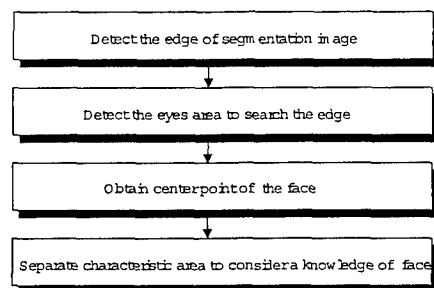 Detect the edge of segmentation image
Detect the eyes area to search the edge
Obtain centerpoint of the face
Separate characteristic area to consider a knowledge of face